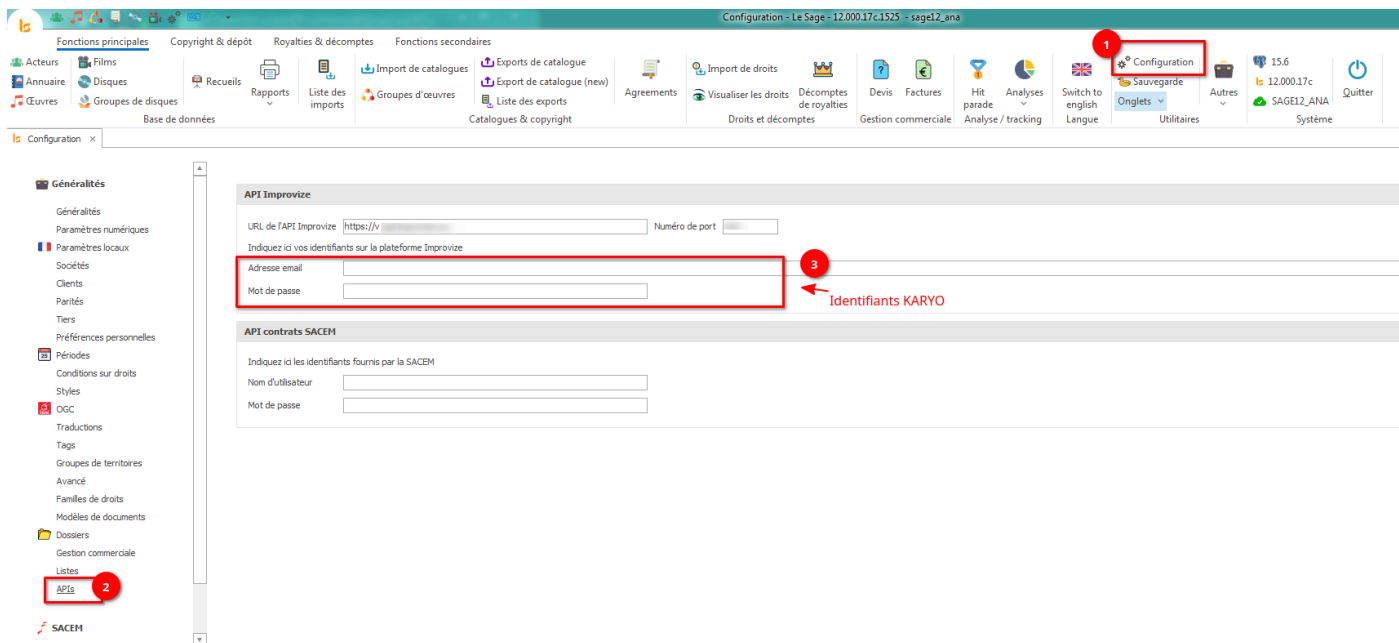 Configuration - Le Sage - 12.000.17c.1525 - sage12_ana
Fonctions principales Copyright & dépôt Royalties & décomptes Fonctions secondaires
1
Acteurs Films Exports de catalogue Import de droits Configuration 15.6
Annuaire Disques Recueils Import de catalogues Export de catalogue (new) Sauvegarde 12.000.17c
Œuvres Groupes de disques Rapports Liste des imports Groupes d'œuvres Liste des exports Agreements Visualiser les droits Décomptes de royalties Devis Factures Hit parade Analyses Switch to english Onglets Autres SAGE12_ANA Quitter
Base de données Catalogues & copyright Droits et décomptes Gestion commerciale Analyse / tracking Langue Utilitaires Système
ls Configuration ×
Généralités
Généralités
Paramètres numériques
Paramètres locaux
Sociétés
Clients
Parités
Tiers
Préférences personnelles
25 Périodes
Conditions sur droits
Styles
OGC
Traductions
Tags
Groupes de territoires
Avancé
Familles de droits
Modèles de documents
Dossiers
Gestion commerciale
Listes
APIs 2
SACEM
API Improvize
URL de l'API Improvize https://v Numéro de port
Indiquez ici vos identifiants sur la plateforme Improvize
Adresse email 3
Mot de passe
Identifiants KARYO
API contrats SACEM
Indiquez ici les identifiants fournis par la SACEM
Nom d'utilisateur
Mot de passe